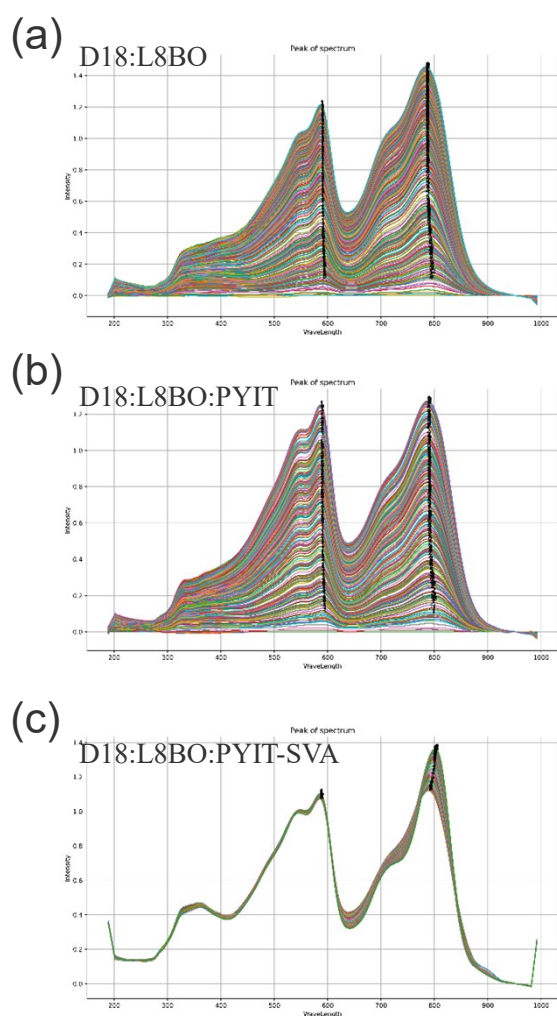 (a)
D18:L8BO
Peak of spectrum
Intensity
1.4
1.2
1.0
0.8
0.6
0.4
0.2
0.0
200 300 400 500 600 700 800 900 1000
WaveLength
(b)
D18:L8BO:PYIT
Peak of spectrum
Intensity
1.2
1.0
0.8
0.6
0.4
0.2
0.0
200 300 400 500 600 700 800 900 1000
WaveLength
(c)
D18:L8BO:PYIT-SVA
Peak of spectrum
Intensity
1.4
1.2
1.0
0.8
0.6
0.4
0.2
0.0
200 300 400 500 600 700 800 900 1000
WaveLength